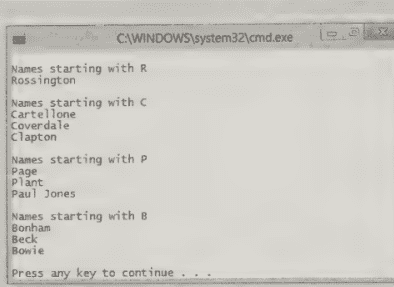 C:\WINDOWS\system32\cmd.exe
Names starting with R
Rossington
Names starting with C
Cartellone
Coverdale
Clapton
Names starting with P
Page
Plant
Paul Jones
Names starting with B
Bonham
Beck
Bowie
Press any key to continue . . .